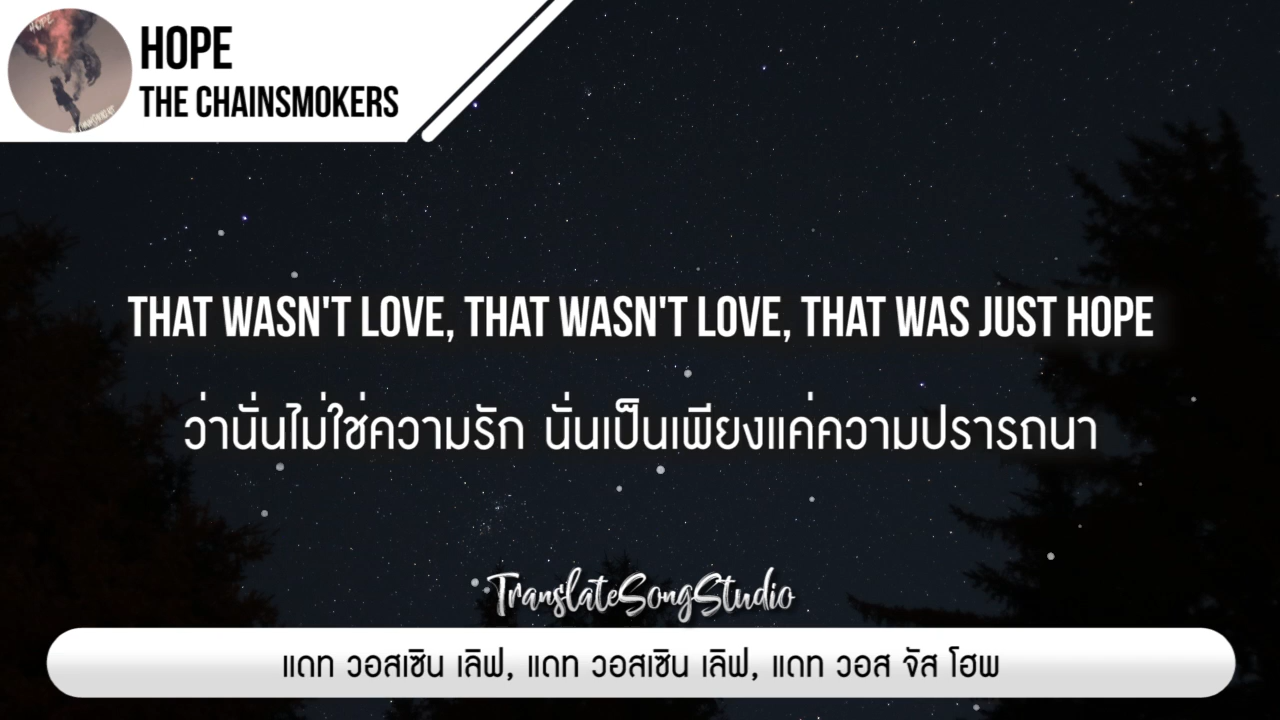 HOPE
THE CHAINSMOKERS
THAT WASN'T LOVE, THAT WASN'T LOVE, THAT WAS JUST HOPE
ว่านั่นไม่ใช่ความรัก นั่นเป็นเพียงแค่ความปรารถนา
TranslateSongStudio
แดท วอสเซิน เลิฟ, แดท วอสเซิน เลิฟ, แดท วอส จัส โฮพ